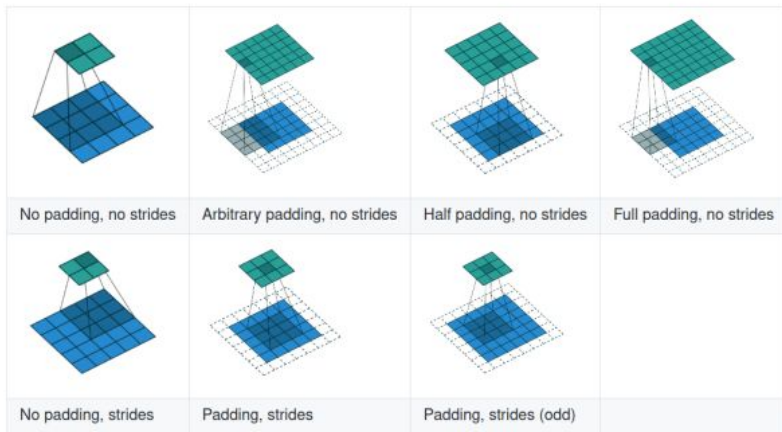 No padding, no strides
Arbitrary padding, no strides
Half padding, no strides
Full padding, no strides
No padding, strides
Padding, strides
Padding, strides (odd)